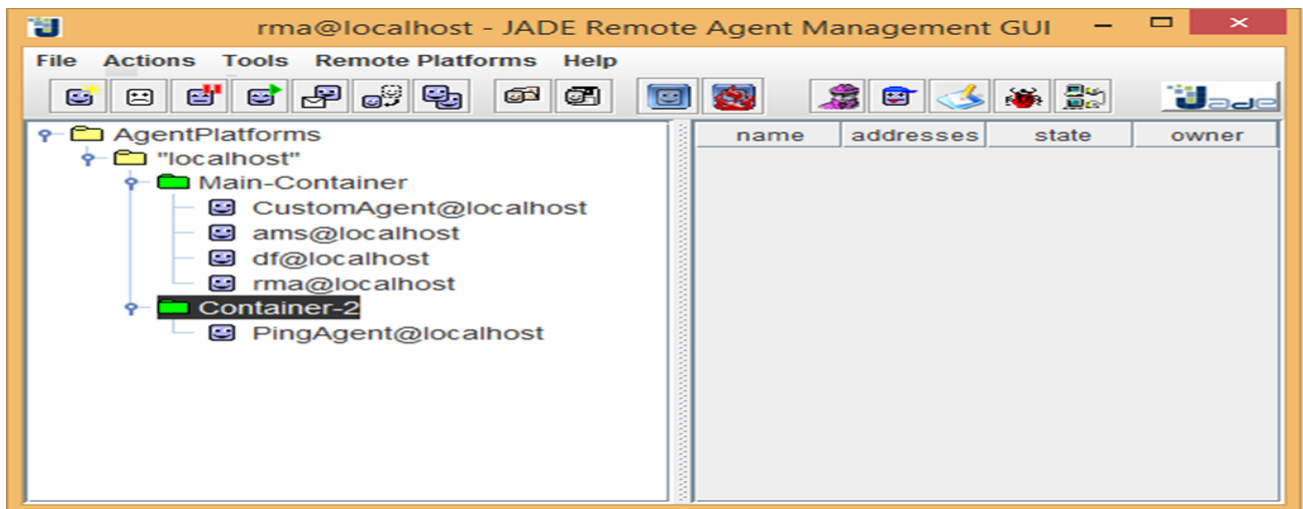 rma@localhost - JADE Remote Agent Management GUI
File Actions Tools Remote Platforms Help
Jade
AgentPlatforms
"localhost"
Main-Container
CustomAgent@localhost
ams@localhost
df@localhost
rma@localhost
Container-2
PingAgent@localhost
name addresses state owner